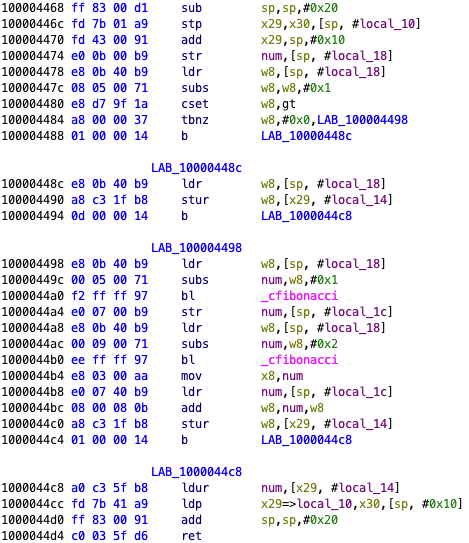 100004468 ff 83 00 d1 sub sp,sp,#0x20
10000446c fd 7b 01 a9 stp x29,x30,[sp, #local_10]
100004470 fd 43 00 91 add x29,sp,#0x10
100004474 e0 0b 00 b9 str num,[sp, #local_18]
100004478 e8 0b 40 b9 ldr w8,[sp, #local_18]
10000447c 08 05 00 71 subs w8,w8,#0x1
100004480 e8 d7 9f 1a cset w8,gt
100004484 a8 00 00 37 tbnz w8,#0x0,LAB_100004498
100004488 01 00 00 14 b LAB_10000448c
LAB_10000448c
10000448c e8 0b 40 b9 ldr w8,[sp, #local_18]
100004490 a8 c3 1f b8 stur w8,[x29, #local_14]
100004494 0d 00 00 14 b LAB_1000044c8
LAB_100004498
100004498 e8 0b 40 b9 ldr w8,[sp, #local_18]
10000449c 00 05 00 71 subs num,w8,#0x1
1000044a0 f2 ff ff 97 bl _cfibonacci
1000044a4 e0 07 00 b9 str num,[sp, #local_1c]
1000044a8 e8 0b 40 b9 ldr w8,[sp, #local_18]
1000044ac 00 09 00 71 subs num,w8,#0x2
1000044b0 ee ff ff 97 bl _cfibonacci
1000044b4 e8 03 00 aa mov x8,num
1000044b8 e0 07 40 b9 ldr num,[sp, #local_1c]
1000044bc 08 00 08 0b add w8,num,w8
1000044c0 a8 c3 1f b8 stur w8,[x29, #local_14]
1000044c4 01 00 00 14 b LAB_1000044c8
LAB_1000044c8
1000044c8 a0 c3 5f b8 ldur num,[x29, #local_14]
1000044cc fd 7b 41 a9 ldp x29=>local_10,x30,[sp, #0x10]
1000044d0 ff 83 00 91 add sp,sp,#0x20
1000044d4 c0 03 5f d6 ret